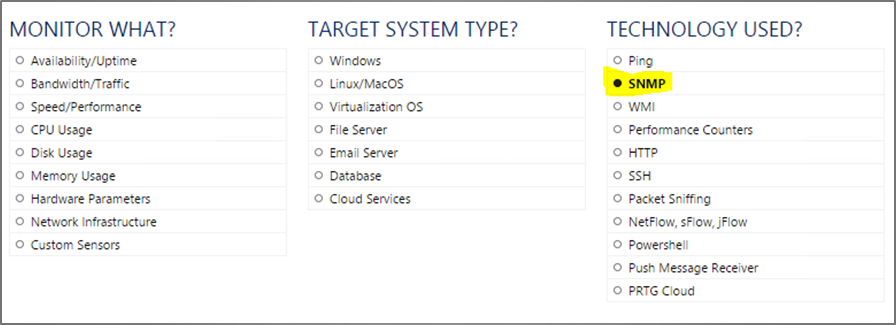 MONITOR WHAT?
Availability/Uptime
Bandwidth/Traffic
Speed/Performance
CPU Usage
Disk Usage
Memory Usage
Hardware Parameters
Network Infrastructure
Custom Sensors
TARGET SYSTEM TYPE?
Windows
Linux/MacOS
Virtualization OS
File Server
Email Server
Database
Cloud Services
TECHNOLOGY USED?
Ping
SNMP
WMI
Performance Counters
HTTP
SSH
Packet Sniffing
NetFlow, sFlow, jFlow
Powershell
Push Message Receiver
PRTG Cloud